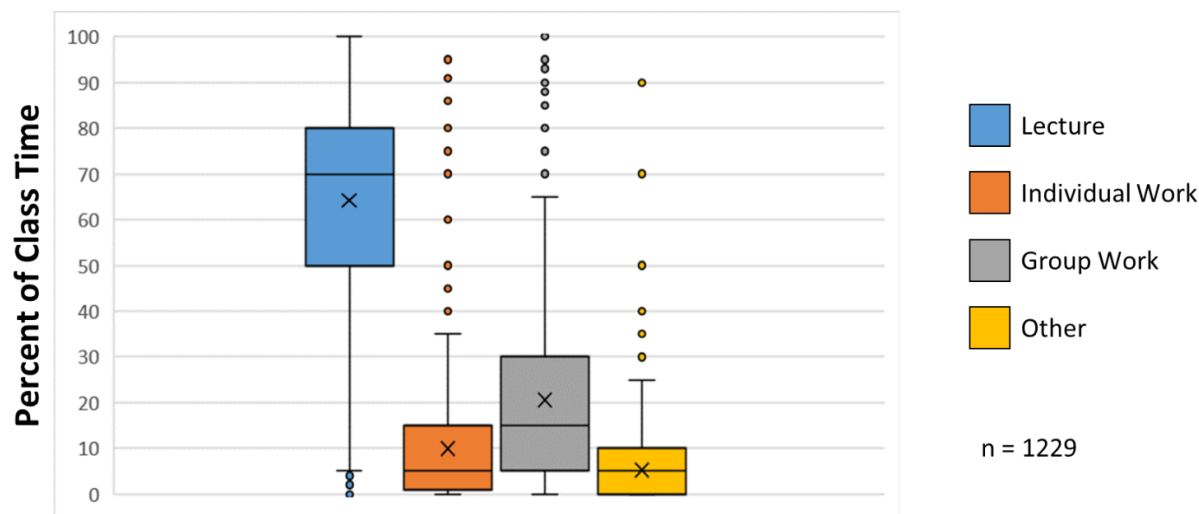 Percent of Class Time
100
90
80
70
60
50
40
30
20
10
0
Lecture
Individual Work
Group Work
Other
n = 1229